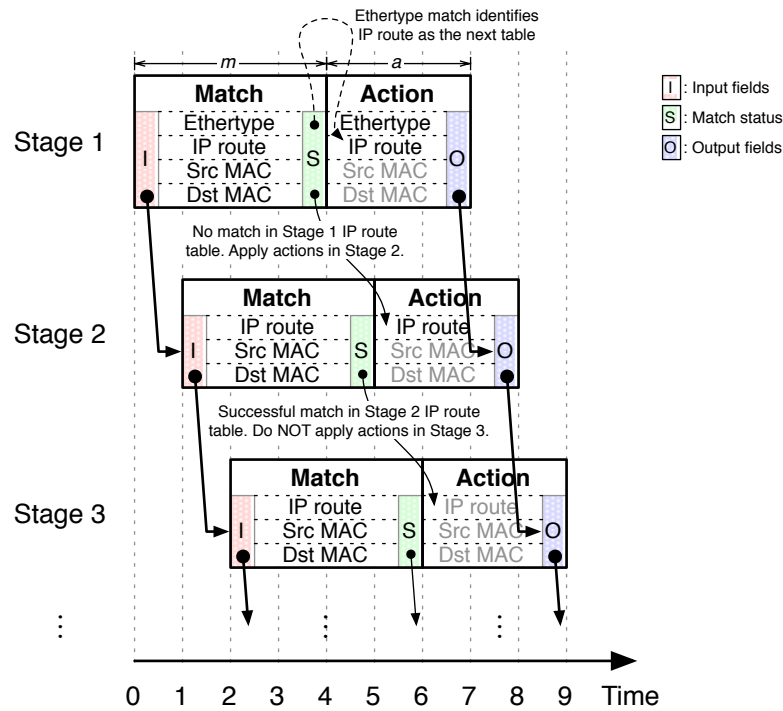 Ethertype match identifies
IP route as the next table
m
a
Match
Action
Stage 1
Ethertype
Ethertype
IP route
IP route
I
S
O
Src MAC
Src MAC
Dst MAC
Dst MAC
I : Input fields
S : Match status
O : Output fields
No match in Stage 1 IP route
table. Apply actions in Stage 2.
Match
Action
Stage 2
IP route
IP route
I
Src MAC
S
Src MAC
O
Dst MAC
Dst MAC
Successful match in Stage 2 IP route
table. Do NOT apply actions in Stage 3.
Match
Action
Stage 3
IP route
IP route
I
Src MAC
S
Src MAC
O
Dst MAC
Dst MAC
0 1 2 3 4 5 6 7 8 9 Time